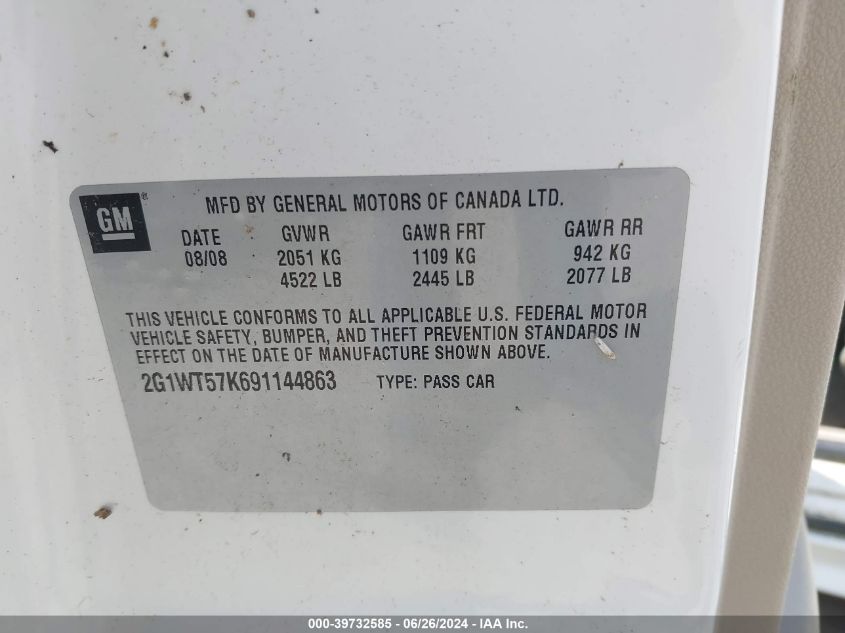 GM ®
MFD BY GENERAL MOTORS OF CANADA LTD.
DATE GVWR GAWR FRT GAWR RR
08/08 2051 KG 1109 KG 942 KG
4522 LB 2445 LB 2077 LB
THIS VEHICLE CONFORMS TO ALL APPLICABLE U.S. FEDERAL MOTOR
VEHICLE SAFETY, BUMPER, AND THEFT PREVENTION STANDARDS IN
EFFECT ON THE DATE OF MANUFACTURE SHOWN ABOVE.
2G1WT57K691144863 TYPE: PASS CAR
000-39732585 - 06/26/2024 - IAA Inc.